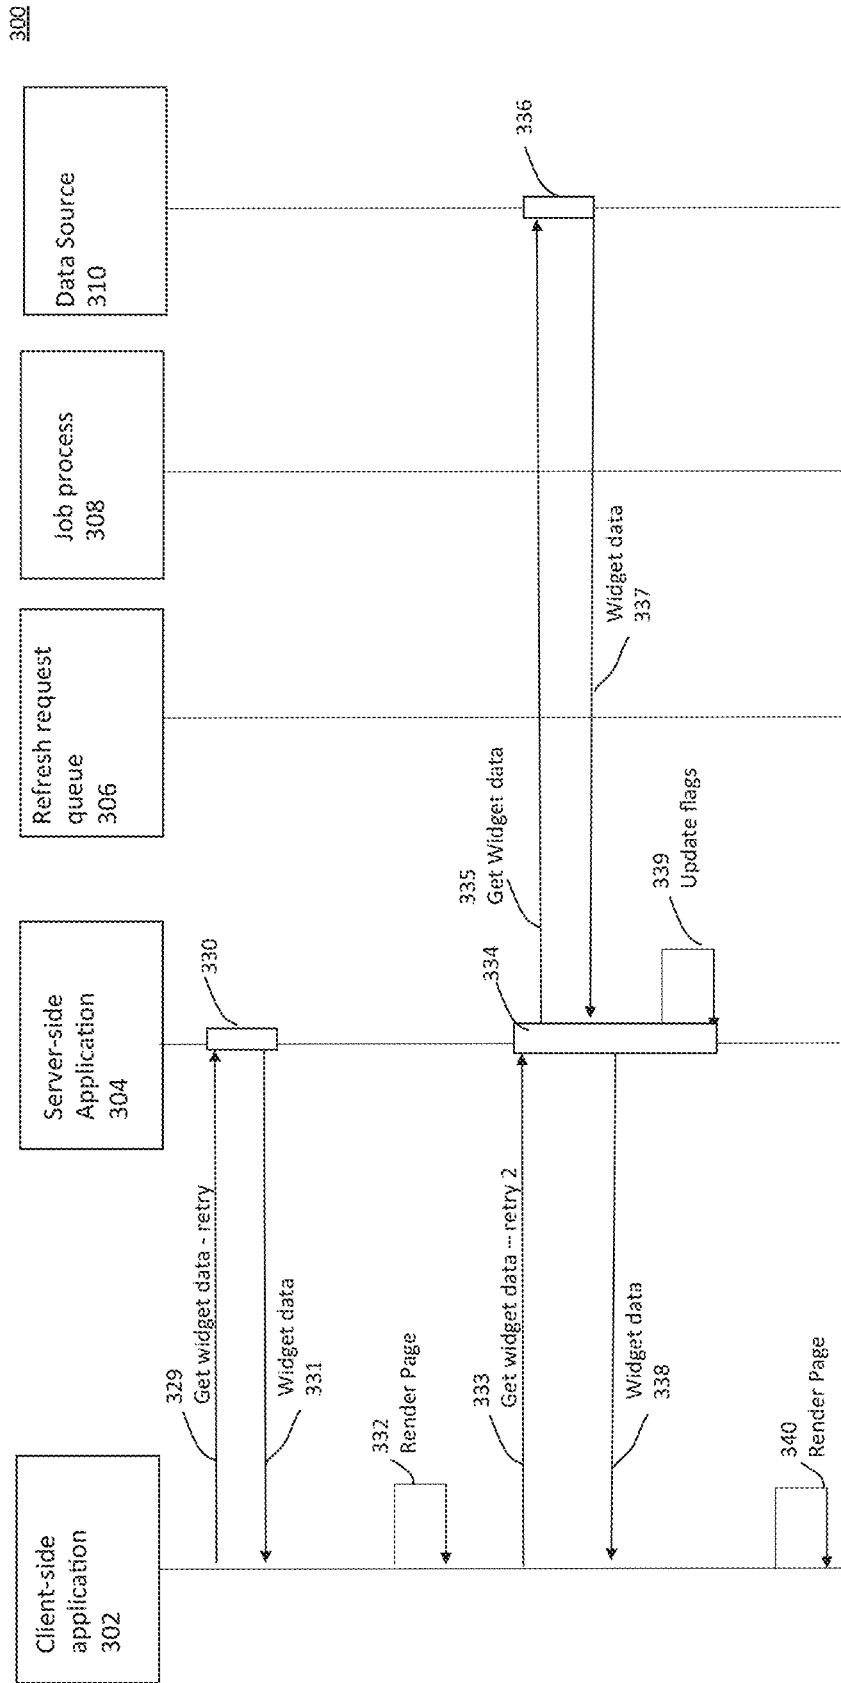 300
Client-side
application
302
Server-side
Application
304
Refresh request
queue
306
Job process
308
Data Source
310
329
Get widget data - retry
330
Widget data
331
332
Render Page
333
Get widget data -- retry 2
334
335
Get Widget data
336
Widget data
337
Widget data
338
339
Update flags
340
Render Page